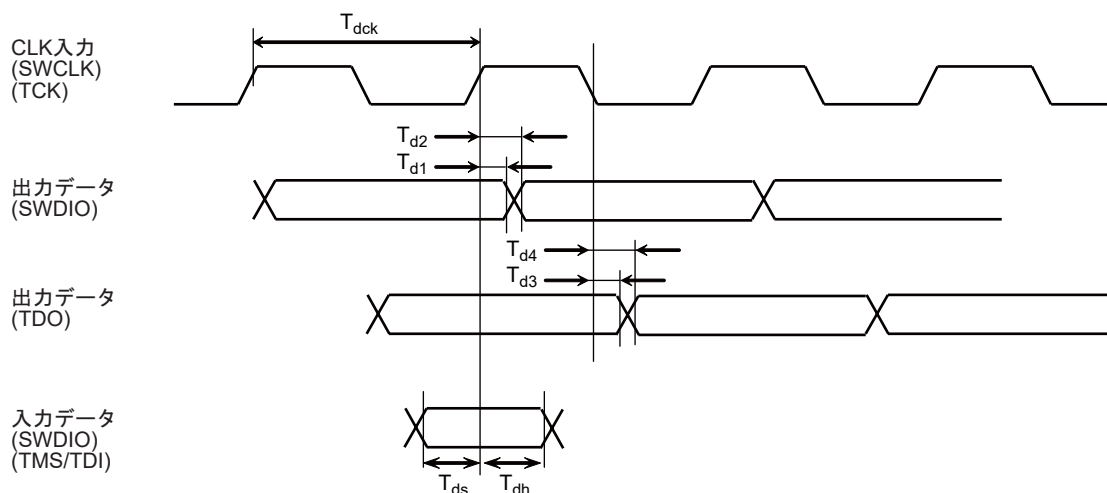 Tdck
CLK入力
(SWCLK)
(TCK)
Td2
Td1
出力データ
(SWDIO)
Td4
Td3
出力データ
(TDO)
入力データ
(SWDIO)
(TMS/TDI)
Tds
Tdh